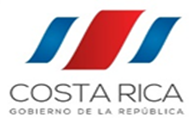 COSTA RICA
GOBIERNO DE LA REPÚBLICA